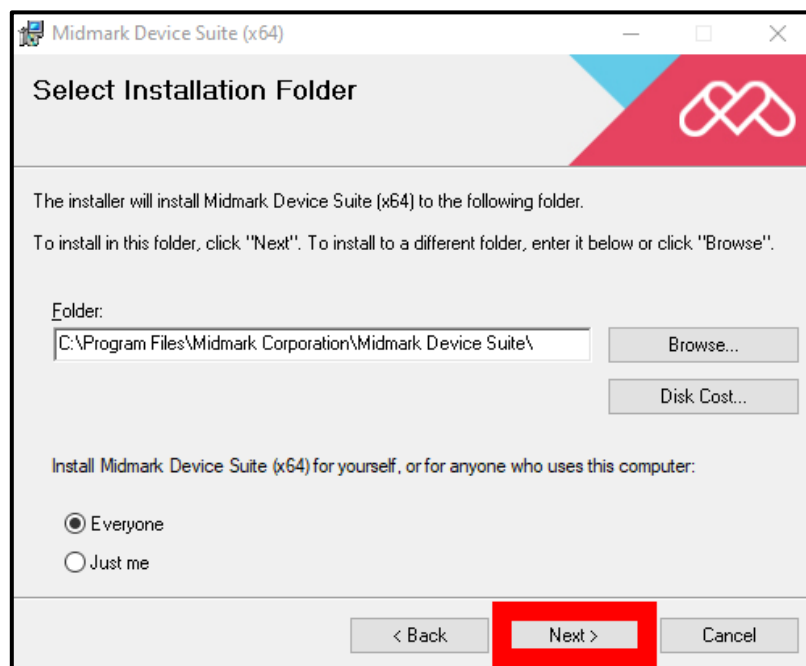 Midmark Device Suite (x64)
Select Installation Folder
The installer will install Midmark Device Suite (x64) to the following folder.
To install in this folder, click "Next". To install to a different folder, enter it below or click "Browse".
Folder:
C:\Program Files\Midmark Corporation\Midmark Device Suite\
Browse...
Disk Cost...
Install Midmark Device Suite (x64) for yourself, or for anyone who uses this computer:
Everyone
Just me
< Back
Next >
Cancel